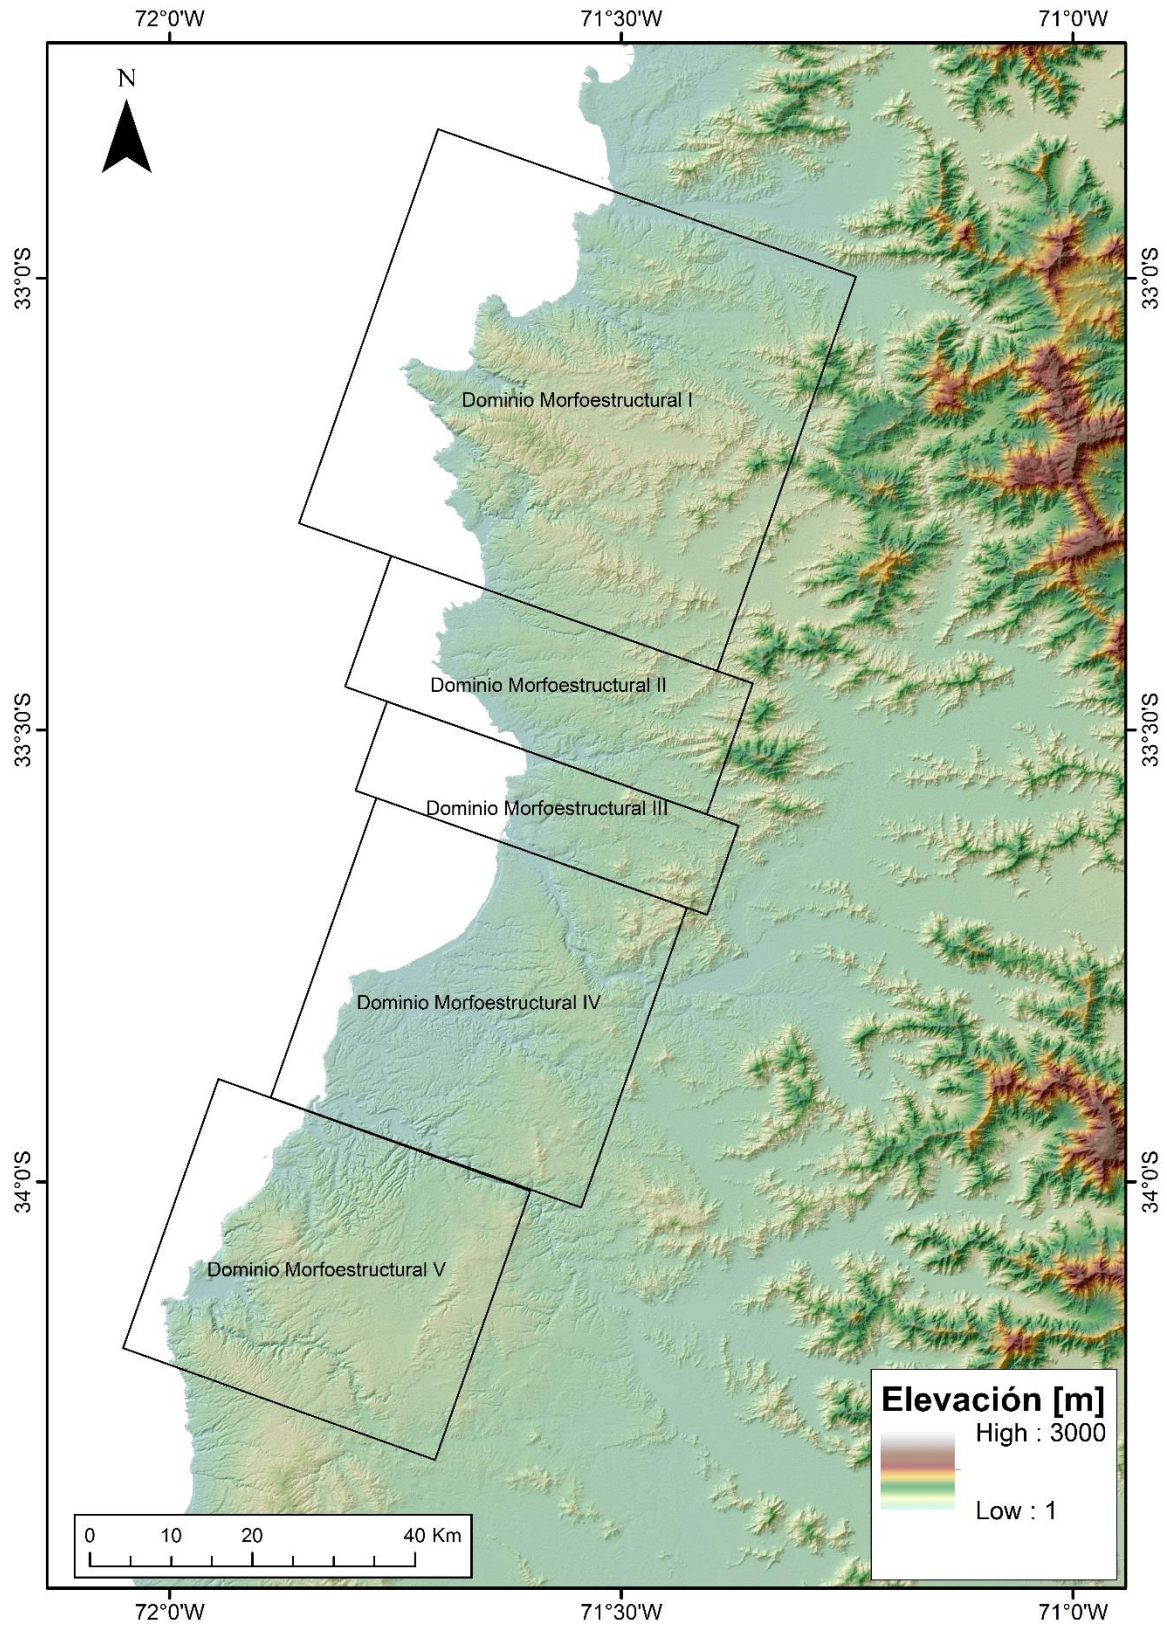 72°0'W 71°30'W 71°0'W
N
33°0'S 33°0'S
Dominio Morfoestructural I
Dominio Morfoestructural II
33°30'S 33°30'S
Dominio Morfoestructural III
Dominio Morfoestructural IV
34°0'S 34°0'S
Dominio Morfoestructural V
Elevación [m]
High : 3000
Low : 1
0 10 20 40 Km
72°0'W 71°30'W 71°0'W